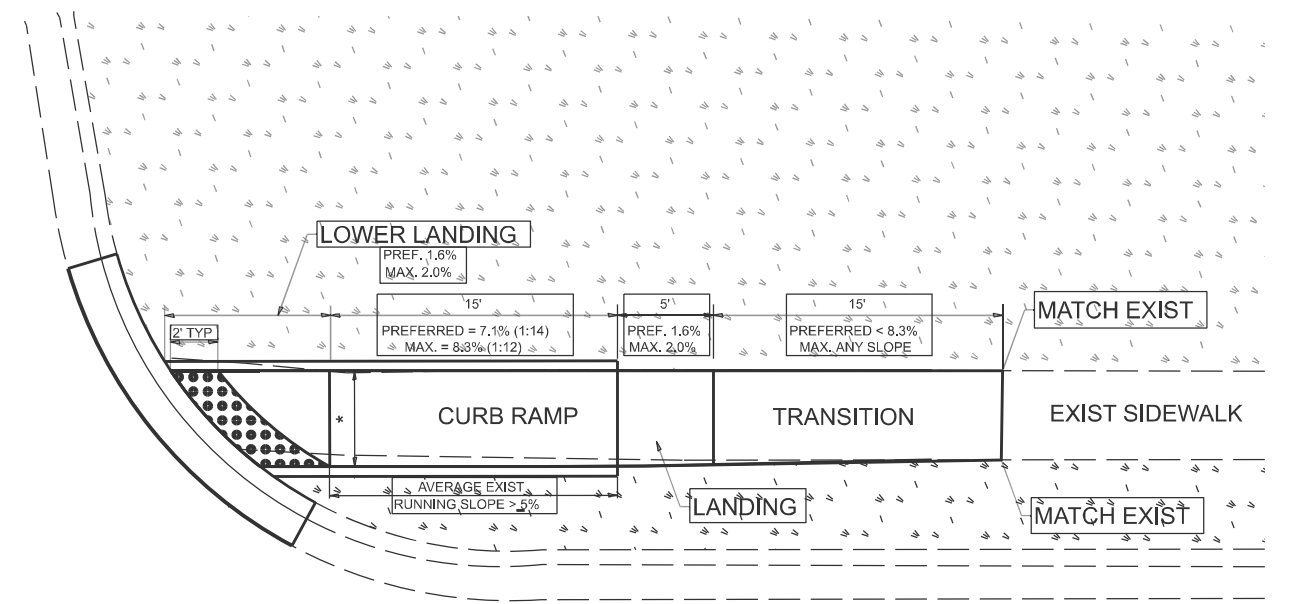 LOWER LANDING
PREF. 1.6%
MAX. 2.0%
15'
PREFERRED = 7.1% (1:14)
MAX. = 8.3% (1:12)
5'
PREF. 1.6%
MAX. 2.0%
15'
PREFERRED < 8.3%
MAX. ANY SLOPE
MATCH EXIST
2' TYP
*
CURB RAMP
TRANSITION
EXIST SIDEWALK
AVERAGE EXIST
RUNNING SLOPE > 5%
LANDING
MATCH EXIST